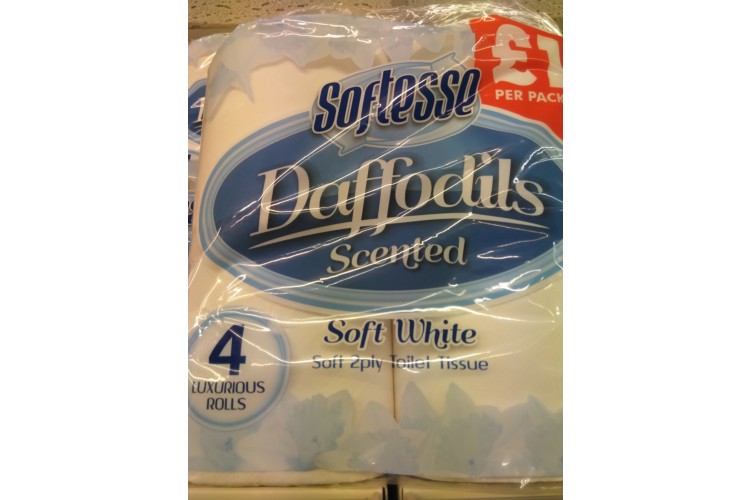 £1
PER PACK
Softesse
Daffodils
Scented
Soft White
Soft 2ply Toilet Tissue
4
LUXURIOUS
ROLLS